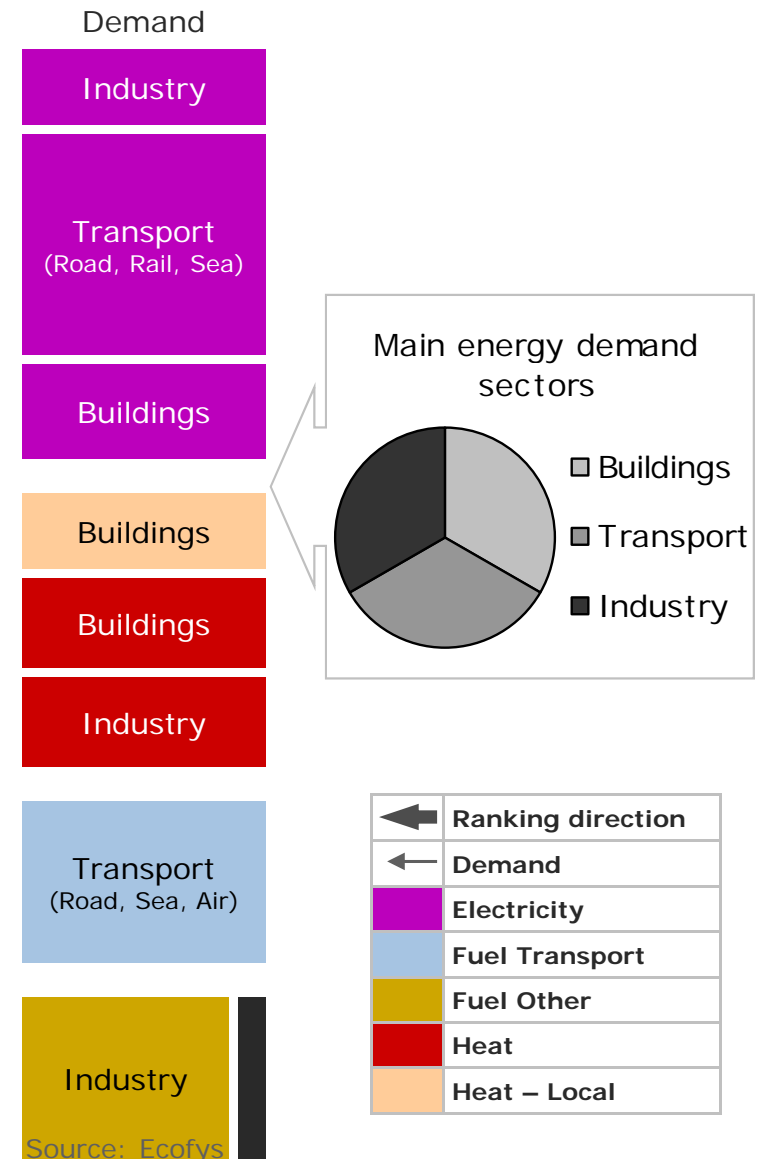 Demand
Industry
Transport
(Road, Rail, Sea)
Buildings
Buildings
Buildings
Industry
Transport
(Road, Sea, Air)
Industry
Source: Ecofys
Main energy demand
sectors
Buildings
Transport
Industry
Ranking direction
Demand
Electricity
Fuel Transport
Fuel Other
Heat
Heat – Local